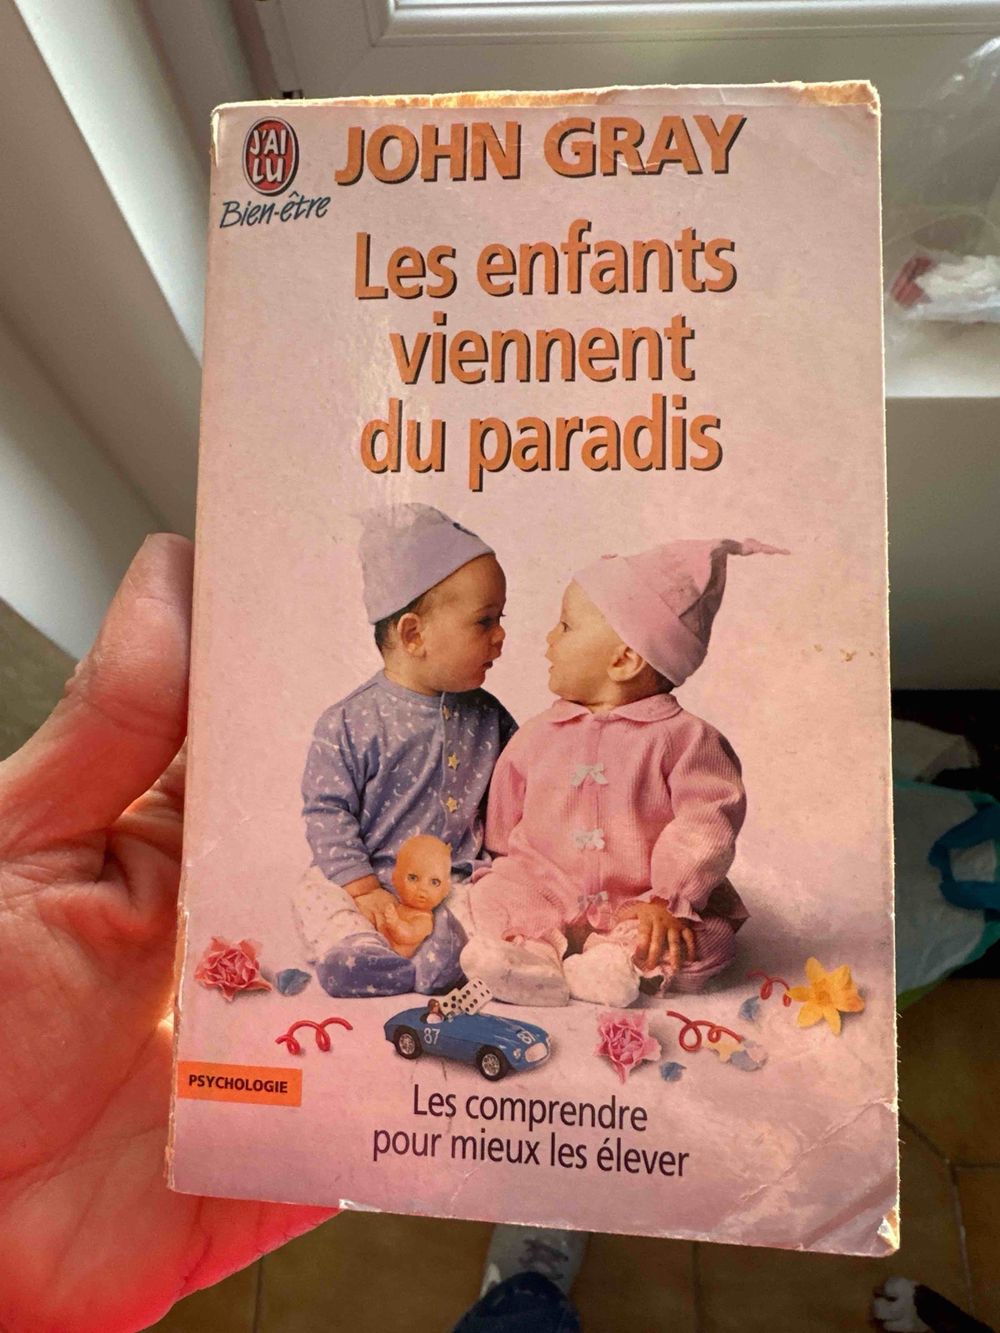 J'AI
LU
Bien-être
JOHN GRAY
Les enfants
viennent
du paradis
87
87
PSYCHOLOGIE
Les comprendre
pour mieux les élever